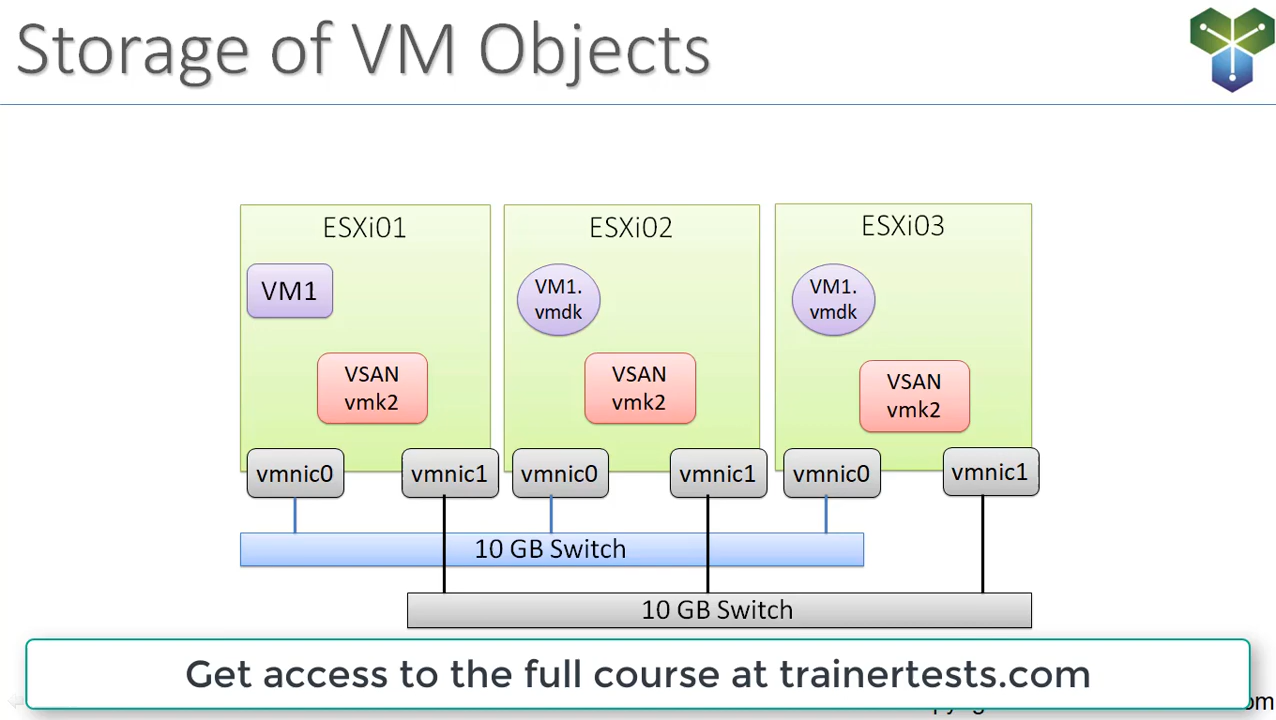 Storage of VM Objects
ESXi01
ESXi02
ESXi03
VM1
VM1.
vmdk
VM1.
vmdk
VSAN
vmk2
VSAN
vmk2
VSAN
vmk2
vmnic0
vmnic1
vmnic0
vmnic1
vmnic0
vmnic1
10 GB Switch
10 GB Switch
Get access to the full course at trainertests.com